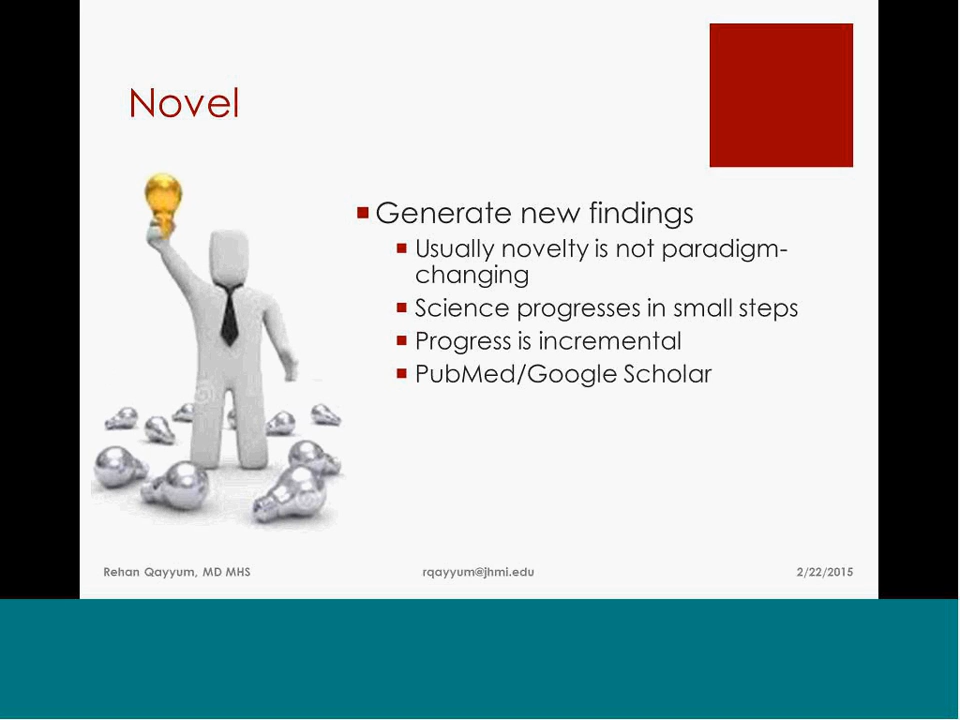 Novel
Generate new findings
Usually novelty is not paradigm-
changing
Science progresses in small steps
Progress is incremental
PubMed/Google Scholar
Rehan Qayyum, MD MHS
rqayyum@jhmi.edu
2/22/2015